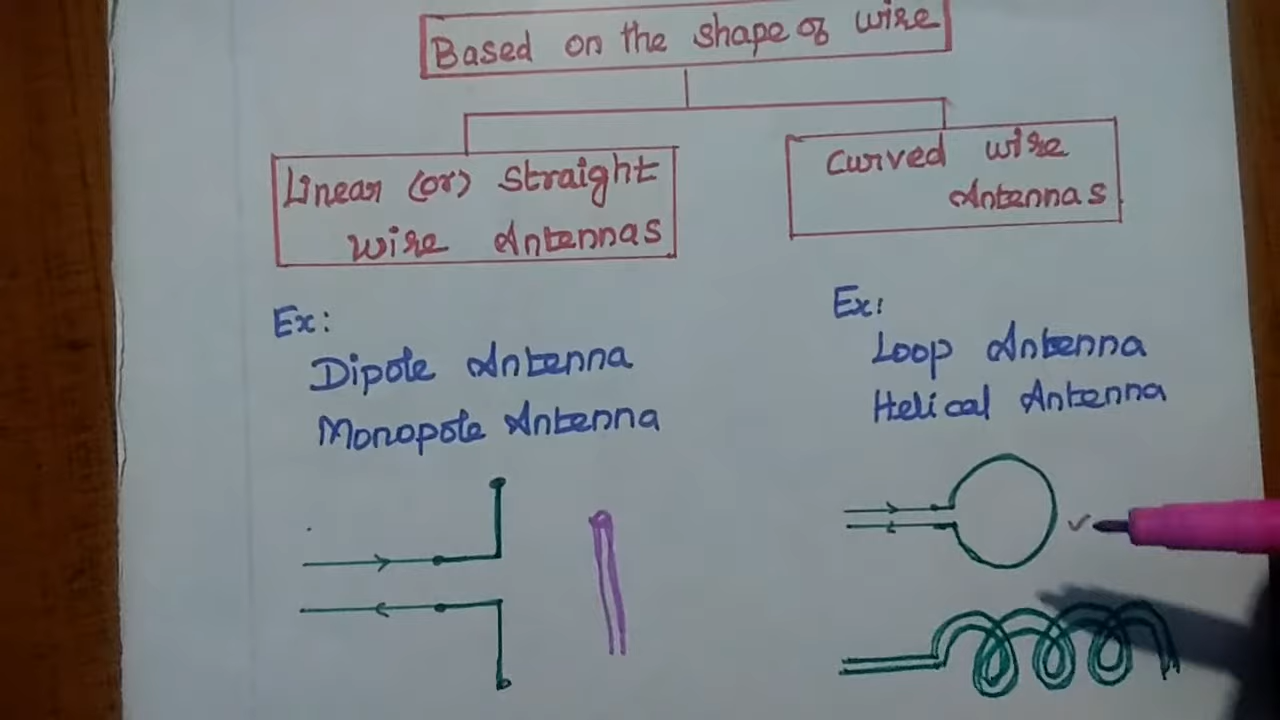 Based on the shape of wire
Linear (or) Straight
wire Antennas
Curved wire
Antennas
Ex:
Dipole Antenna
Monopole Antenna
Ex:
Loop Antenna
Helical Antenna